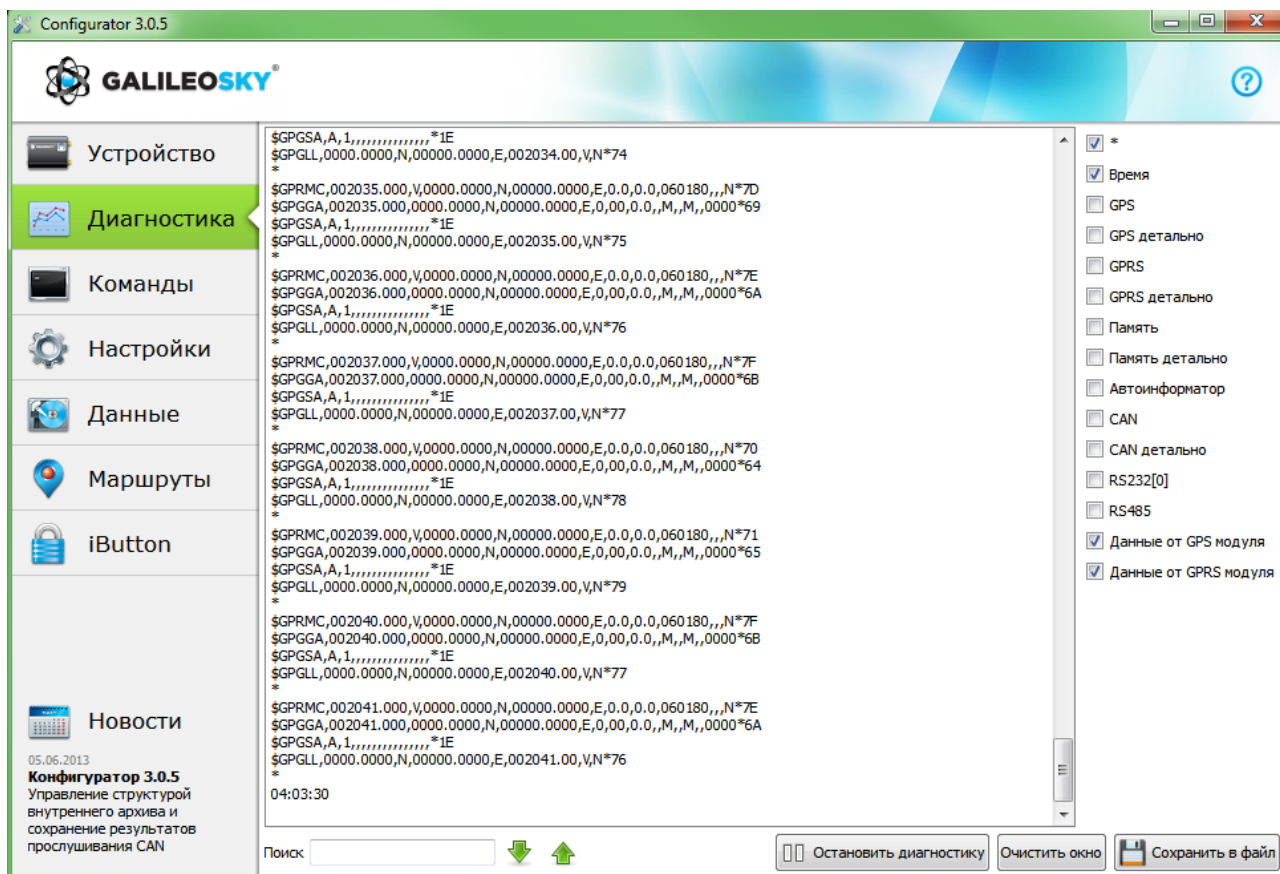 Configurator 3.0.5
GALILEOSKY®
?
Устройство
Диагностика
Команды
Настройки
Данные
Маршруты
iButton
Новости
05.06.2013
Конфигуратор 3.0.5
Управление структурой
внутреннего архива и
сохранение результатов
прослушивания CAN
$GPGSA,A,1,,,,,,,,,,,,,,,*1E
$GPGLL,0000.0000,N,00000.0000,E,002034.00,V,N*74
*
$GPRMC,002035.000,V,0000.0000,N,00000.0000,E,0.0,0.0,060180,,,N*7D
$GPGGA,002035.000,0000.0000,N,00000.0000,E,0,00,0.0,,M,,M,,0000*69
$GPGSA,A,1,,,,,,,,,,,,,,,*1E
$GPGLL,0000.0000,N,00000.0000,E,002035.00,V,N*75
*
$GPRMC,002036.000,V,0000.0000,N,00000.0000,E,0.0,0.0,060180,,,N*7E
$GPGGA,002036.000,0000.0000,N,00000.0000,E,0,00,0.0,,M,,M,,0000*6A
$GPGSA,A,1,,,,,,,,,,,,,,,*1E
$GPGLL,0000.0000,N,00000.0000,E,002036.00,V,N*76
*
$GPRMC,002037.000,V,0000.0000,N,00000.0000,E,0.0,0.0,060180,,,N*7F
$GPGGA,002037.000,0000.0000,N,00000.0000,E,0,00,0.0,,M,,M,,0000*6B
$GPGSA,A,1,,,,,,,,,,,,,,,*1E
$GPGLL,0000.0000,N,00000.0000,E,002037.00,V,N*77
*
$GPRMC,002038.000,V,0000.0000,N,00000.0000,E,0.0,0.0,060180,,,N*70
$GPGGA,002038.000,0000.0000,N,00000.0000,E,0,00,0.0,,M,,M,,0000*64
$GPGSA,A,1,,,,,,,,,,,,,,,*1E
$GPGLL,0000.0000,N,00000.0000,E,002038.00,V,N*78
*
$GPRMC,002039.000,V,0000.0000,N,00000.0000,E,0.0,0.0,060180,,,N*71
$GPGGA,002039.000,0000.0000,N,00000.0000,E,0,00,0.0,,M,,M,,0000*65
$GPGSA,A,1,,,,,,,,,,,,,,,*1E
$GPGLL,0000.0000,N,00000.0000,E,002039.00,V,N*79
*
$GPRMC,002040.000,V,0000.0000,N,00000.0000,E,0.0,0.0,060180,,,N*7F
$GPGGA,002040.000,0000.0000,N,00000.0000,E,0,00,0.0,,M,,M,,0000*6B
$GPGSA,A,1,,,,,,,,,,,,,,,*1E
$GPGLL,0000.0000,N,00000.0000,E,002040.00,V,N*77
*
$GPRMC,002041.000,V,0000.0000,N,00000.0000,E,0.0,0.0,060180,,,N*7E
$GPGGA,002041.000,0000.0000,N,00000.0000,E,0,00,0.0,,M,,M,,0000*6A
$GPGSA,A,1,,,,,,,,,,,,,,,*1E
$GPGLL,0000.0000,N,00000.0000,E,002041.00,V,N*76
*
04:03:30
*
Время
GPS
GPS детально
GPRS
GPRS детально
Память
Память детально
Автоинформатор
CAN
CAN детально
RS232[0]
RS485
Данные от GPS модуля
Данные от GPRS модуля
Поиск
Остановить диагностику
Очистить окно
Сохранить в файл